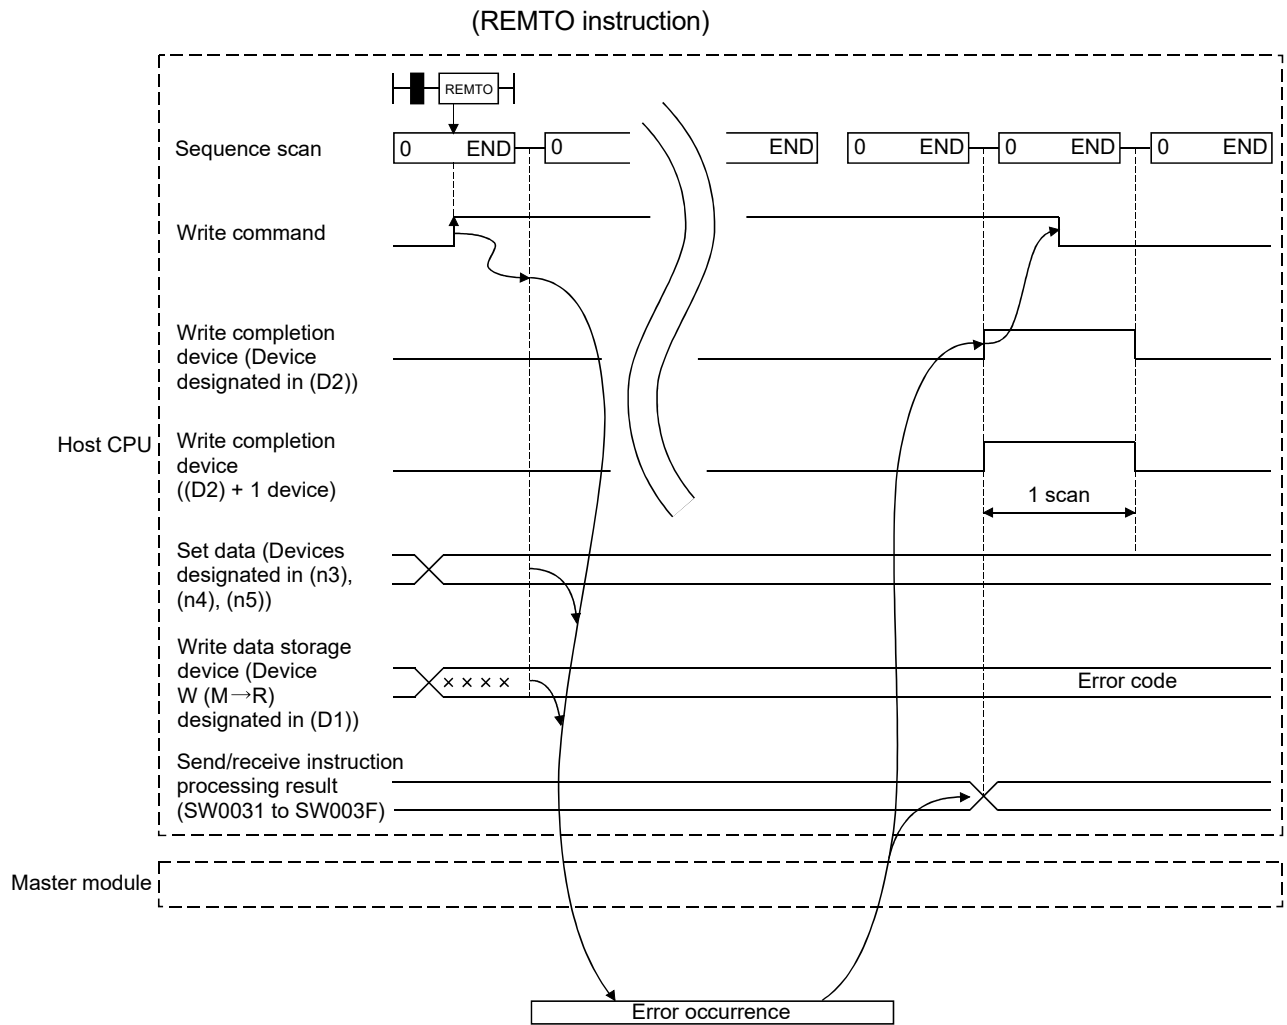 (REMTO instruction)
REMTO
Sequence scan
0 END 0 END 0 END 0 END 0 END
Write command
Write completion
device (Device
designated in (D2))
Host CPU
Write completion
device
((D2) + 1 device)
1 scan
Set data (Devices
designated in (n3),
(n4), (n5))
Write data storage
device (Device
W (M→R)
designated in (D1))
× × × ×
Error code
Send/receive instruction
processing result
(SW0031 to SW003F)
Master module
Error occurrence